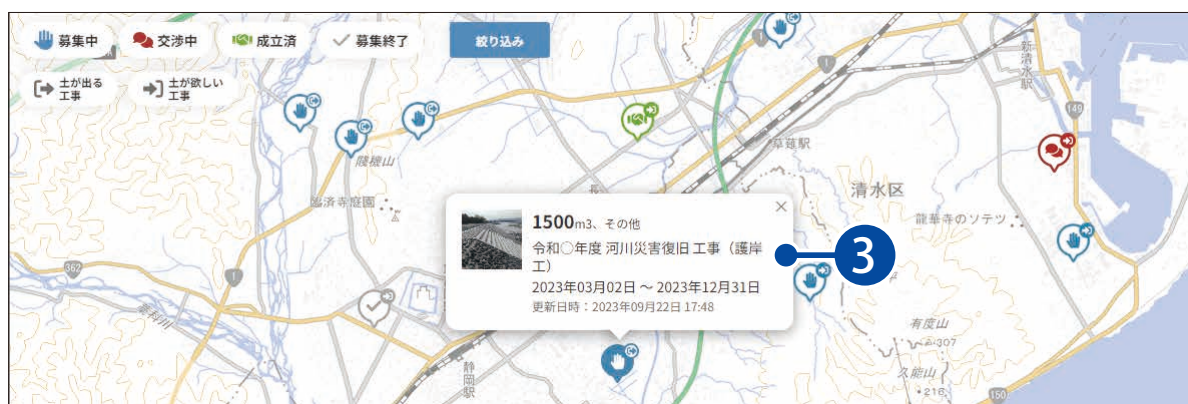 募集中
交渉中
成立済
募集終了
絞り込み
土が出る
工事
土が欲しい
工事
1
新清水駅
1
149
草薙駅
賤機山
臨済寺庭園
長
清水区
龍華寺のソテツ
1500m3、その他
令和○年度 河川災害復旧 工事（護岸
工）
2023年03月02日 ～ 2023年12月31日
更新日時：2023年09月22日 17:48
3
362
1
藁科川
静岡駅
有度山
307
久能山
216
150